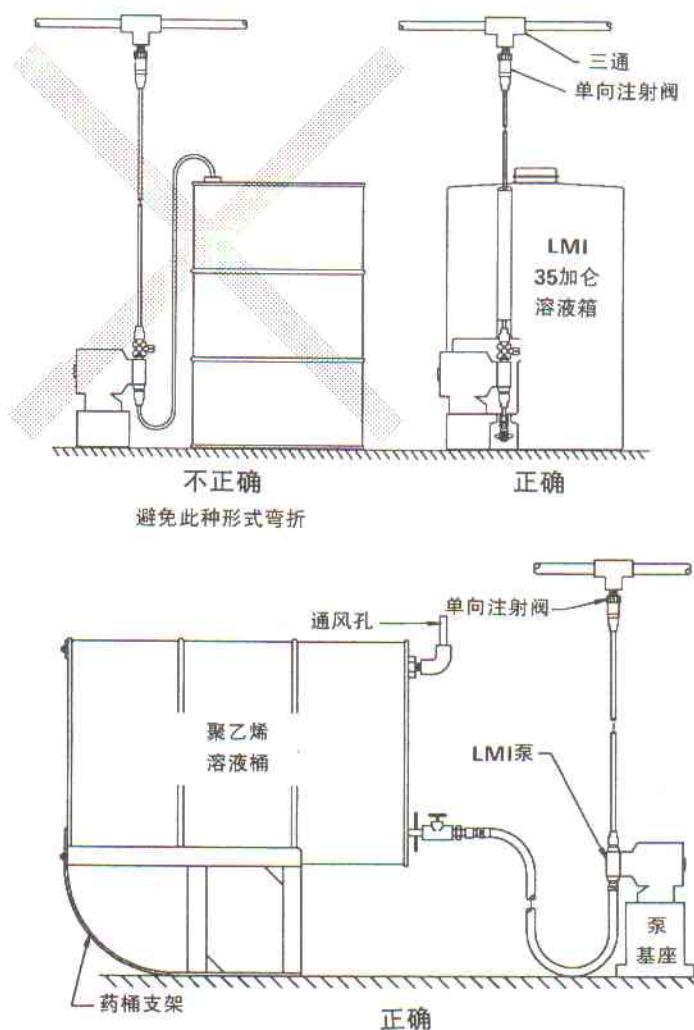 三通
单向注射阀
LMI
35加仑
溶液箱
不正确
正确
避免此种形式弯折
单向注射阀
通风孔
聚乙烯
溶液桶
LMI泵
泵
基座
药桶支架
正确